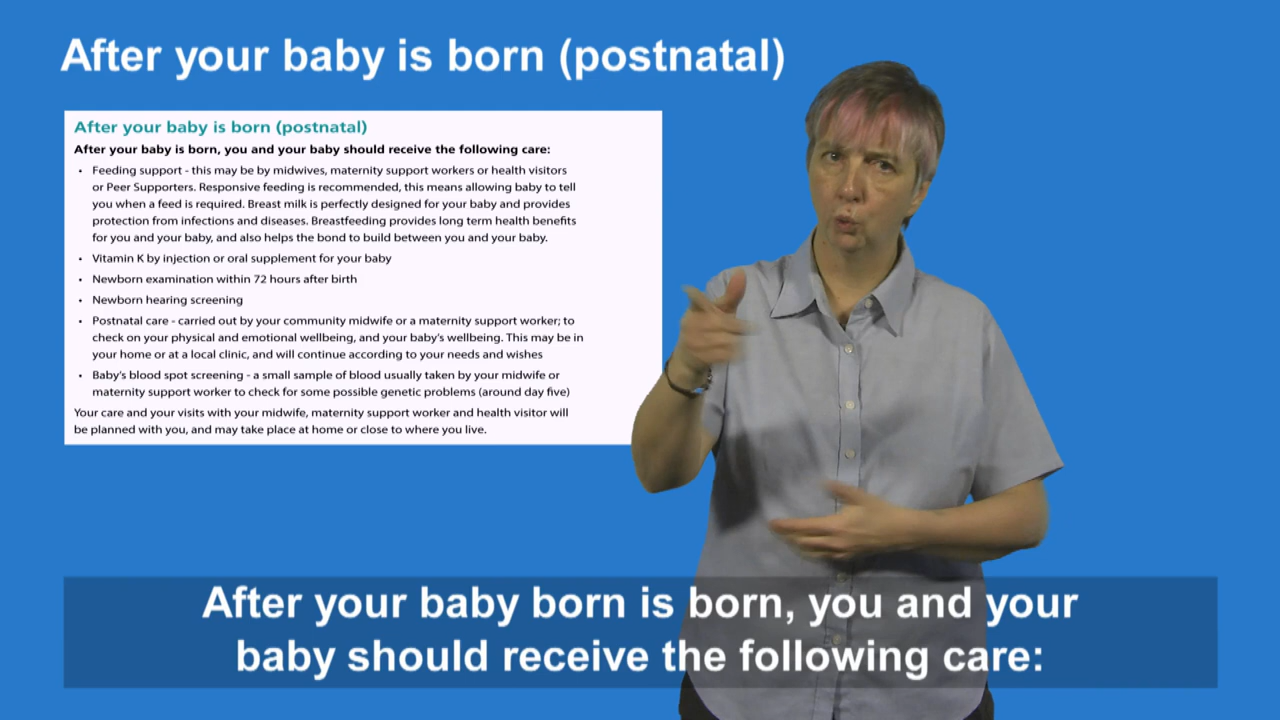 After your baby is born (postnatal)
After your baby is born (postnatal)
After your baby is born, you and your baby should receive the following care:
• Feeding support - this may be by midwives, maternity support workers or health visitors
or Peer Supporters. Responsive feeding is recommended, this means allowing baby to tell
you when a feed is required. Breast milk is perfectly designed for your baby and provides
protection from infections and diseases. Breastfeeding provides long term health benefits
for you and your baby, and also helps the bond to build between you and your baby.
• Vitamin K by injection or oral supplement for your baby
• Newborn examination within 72 hours after birth
• Newborn hearing screening
• Postnatal care - carried out by your community midwife or a maternity support worker; to
check on your physical and emotional wellbeing, and your baby's wellbeing. This may be in
your home or at a local clinic, and will continue according to your needs and wishes
• Baby's blood spot screening - a small sample of blood usually taken by your midwife or
maternity support worker to check for some possible genetic problems (around day five)
Your care and your visits with your midwife, maternity support worker and health visitor will
be planned with you, and may take place at home or close to where you live.
After your baby born is born, you and your
baby should receive the following care: